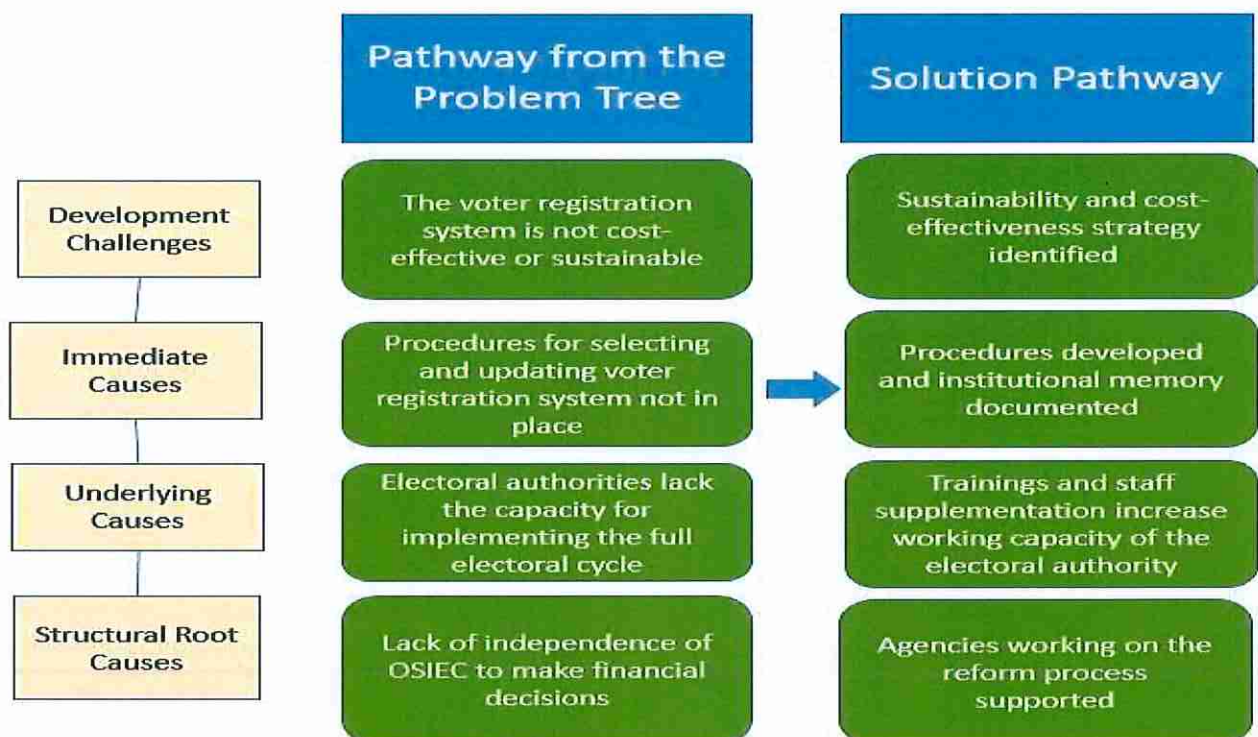 Pathway from the
Problem Tree
Solution Pathway
Development
Challenges
The voter registration
system is not cost-
effective or sustainable
Sustainability and cost-
effectiveness strategy
identified
Immediate
Causes
Procedures for selecting
and updating voter
registration system not in
place
Procedures developed
and institutional memory
documented
Underlying
Causes
Electoral authorities lack
the capacity for
implementing the full
electoral cycle
Trainings and staff
supplementation increase
working capacity of the
electoral authority
Structural Root
Causes
Lack of independence of
OSIEC to make financial
decisions
Agencies working on the
reform process
supported